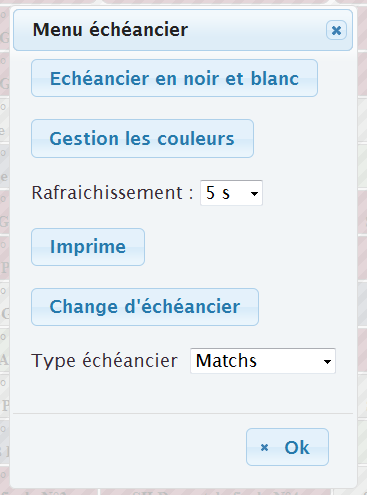 Menu échéancier
Echéancier en noir et blanc
Gestion les couleurs
Rafraichissement : 5 s
Imprime
Change d'échéancier
Type échéancier Matchs
Ok